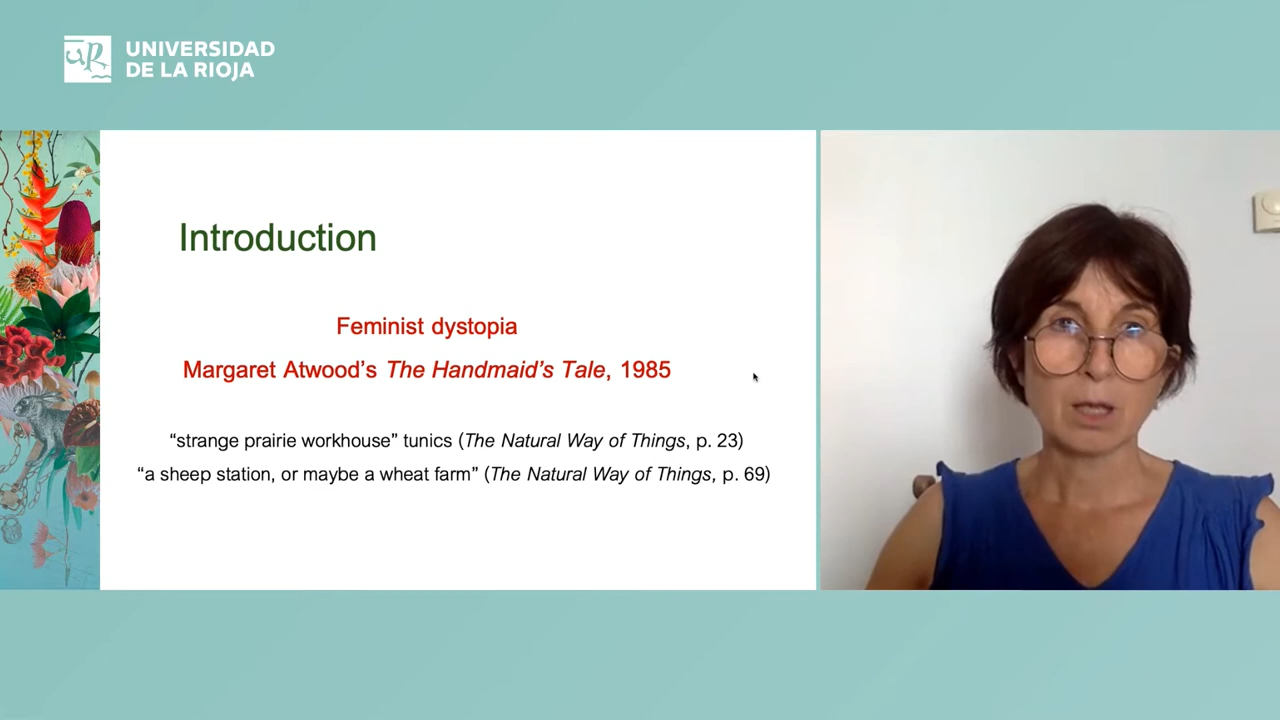 UNIVERSIDAD
DE LA RIOJA
Introduction
Feminist dystopia
Margaret Atwood’s The Handmaid’s Tale, 1985
“strange prairie workhouse” tunics (The Natural Way of Things, p. 23)
“a sheep station, or maybe a wheat farm” (The Natural Way of Things, p. 69)